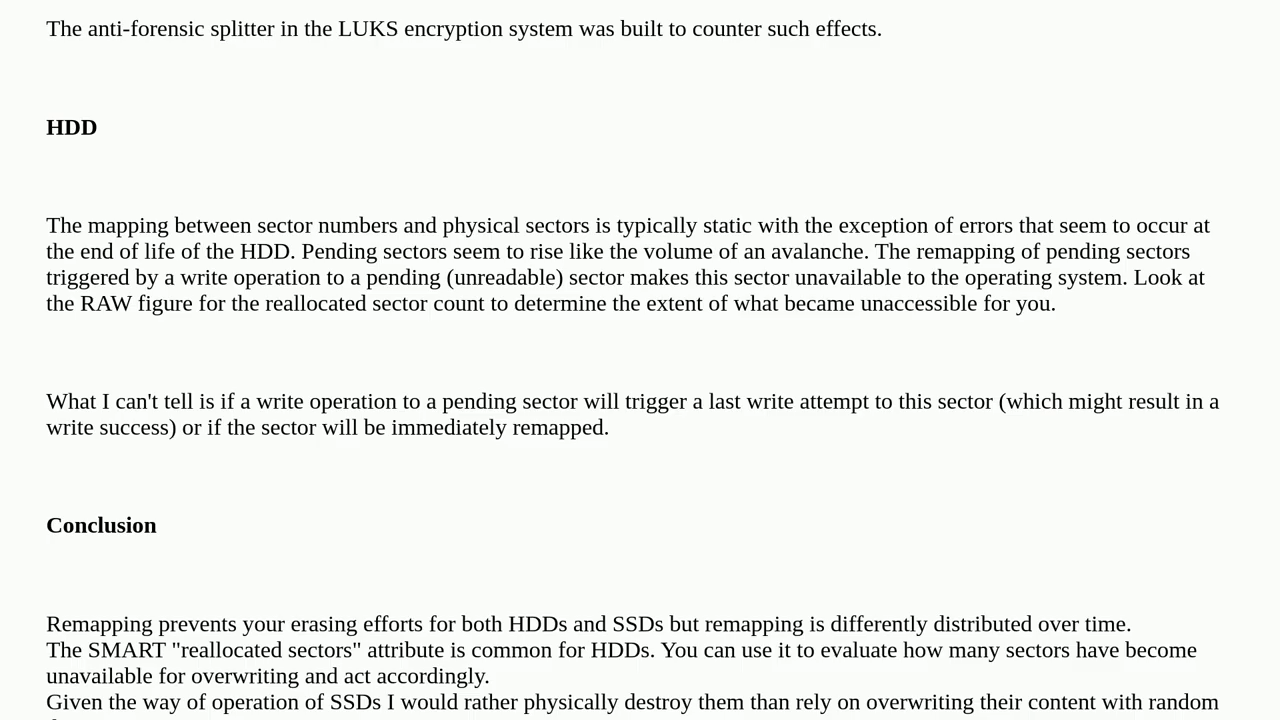 The anti-forensic splitter in the LUKS encryption system was built to counter such effects.
HDD
The mapping between sector numbers and physical sectors is typically static with the exception of errors that seem to occur at
the end of life of the HDD. Pending sectors seem to rise like the volume of an avalanche. The remapping of pending sectors
triggered by a write operation to a pending (unreadable) sector makes this sector unavailable to the operating system. Look at
the RAW figure for the reallocated sector count to determine the extent of what became unaccessible for you.
What I can't tell is if a write operation to a pending sector will trigger a last write attempt to this sector (which might result in a
write success) or if the sector will be immediately remapped.
Conclusion
Remapping prevents your erasing efforts for both HDDs and SSDs but remapping is differently distributed over time.
The SMART "reallocated sectors" attribute is common for HDDs. You can use it to evaluate how many sectors have become
unavailable for overwriting and act accordingly.
Given the way of operation of SSDs I would rather physically destroy them than rely on overwriting their content with random